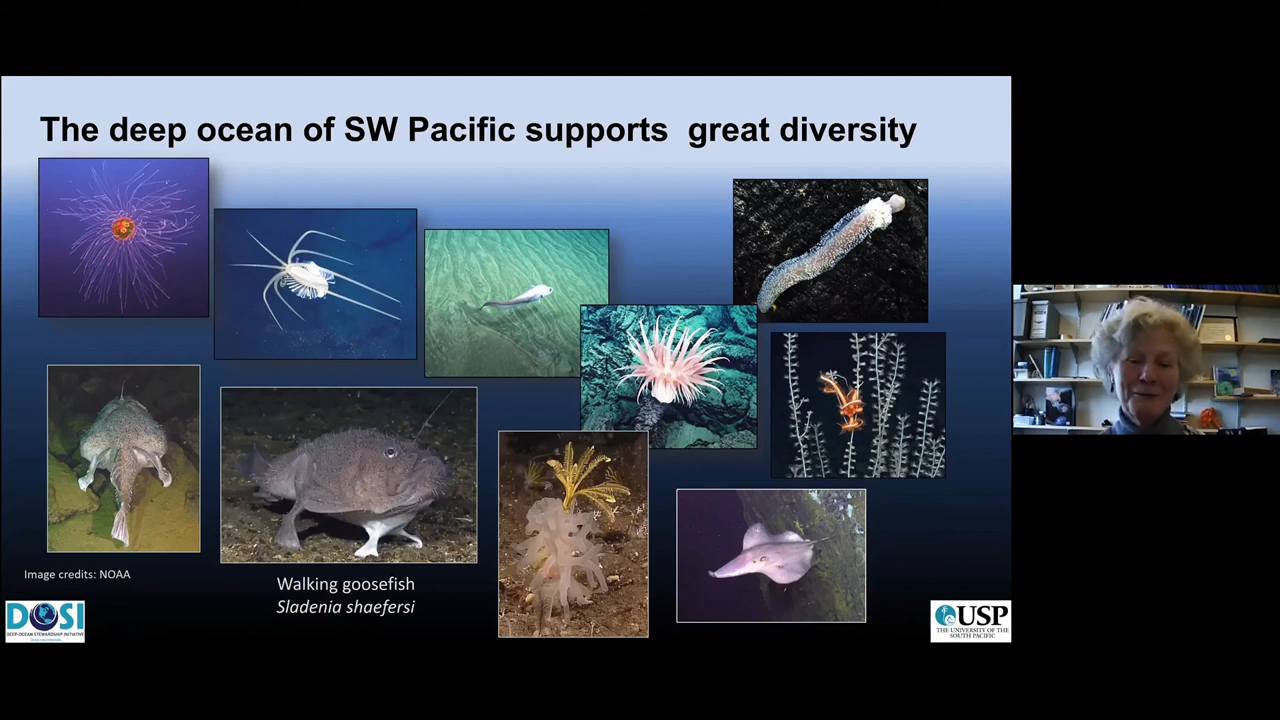 The deep ocean of SW Pacific supports  great diversity
Image credits: NOAA
Walking goosefish
Sladenia shaefersi
DOSI
DEEP-OCEAN STEWARDSHIP INITIATIVE
USP
THE UNIVERSITY OF THE
SOUTH PACIFIC